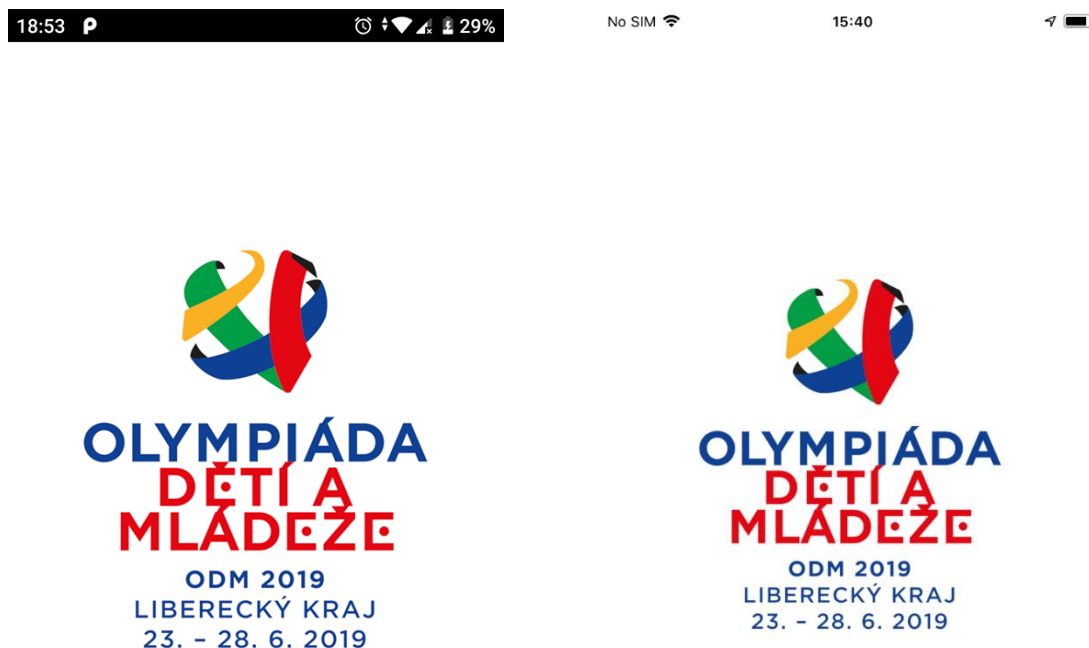 18:53 29%
OLYMPIÁDA
DĚTÍ A
MLÁDEŽE
ODM 2019
LIBERECKÝ KRAJ
23. – 28. 6. 2019
No SIM 15:40
OLYMPIÁDA
DĚTÍ A
MLÁDEŽE
ODM 2019
LIBERECKÝ KRAJ
23. – 28. 6. 2019